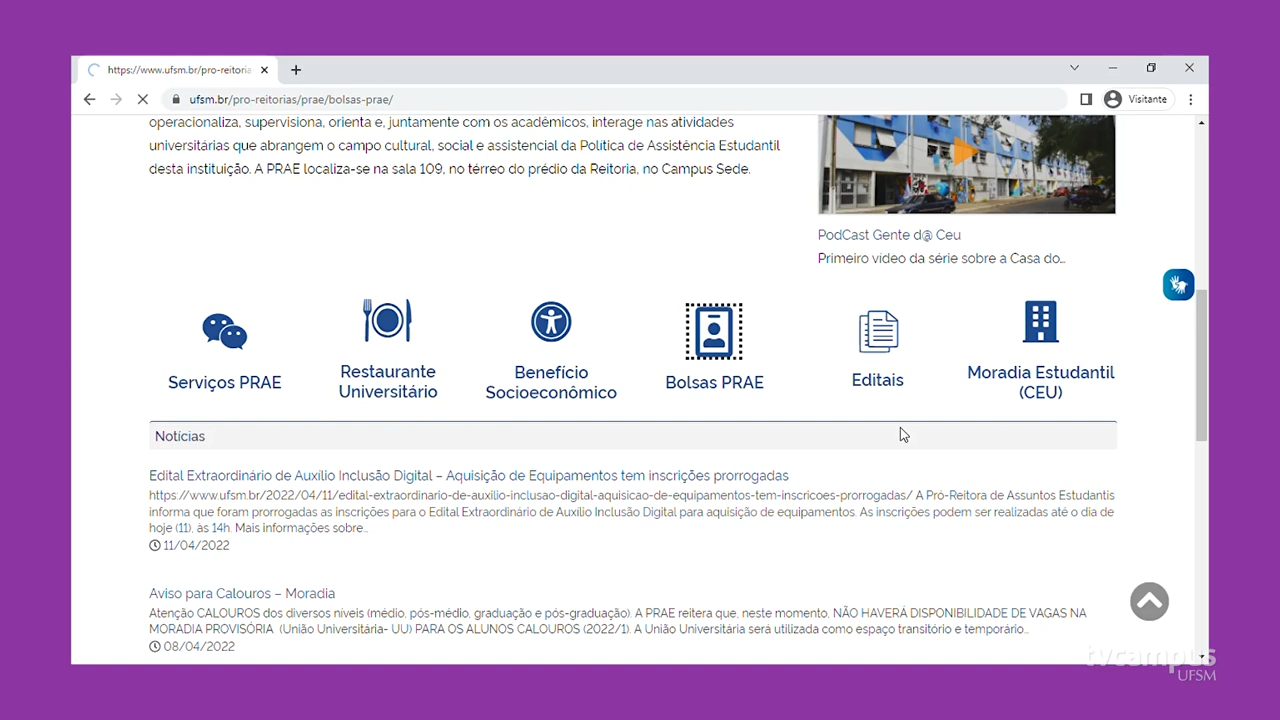 https://www.ufsm.br/pro-reitoria
ufsm.br/pro-reitorias/prae/bolsas-prae/
Visitante
operacionaliza, supervisiona, orienta e, juntamente com os acadêmicos, interage nas atividades
universitárias que abrangem o campo cultural, social e assistencial da Política de Assistência Estudantil
desta instituição. A PRAE localiza-se na sala 109, no térreo do prédio da Reitoria, no Campus Sede.
PodCast Gente d@ Ceu
Primeiro video da série sobre a Casa do...
Serviços PRAE
Restaurante
Universitário
Benefício
Socioeconômico
Bolsas PRAE
Editais
Moradia Estudantil
(CEU)
Notícias
Edital Extraordinário de Auxílio Inclusão Digital – Aquisição de Equipamentos tem inscrições prorrogadas
https://www.ufsm.br/2022/04/11/edital-extraordinario-de-auxilio-inclusao-digital-aquisicao-de-equipamentos-tem-inscricoes-prorrogadas/ A Pró-Reitora de Assuntos Estudantis
informa que foram prorrogadas as inscrições para o Edital Extraordinário de Auxílio Inclusão Digital para aquisição de equipamentos. As inscrições podem ser realizadas até o dia de
hoje (11), às 14h. Mais informações sobre...
11/04/2022
Aviso para Calouros – Moradia
Atenção CALOUROS dos diversos níveis (médio, pós-médio, graduação e pós-graduação). A PRAE reitera que, neste momento, NÃO HAVERÁ DISPONIBILIDADE DE VAGAS NA
MORADIA PROVISÓRIA (União Universitária- UU) PARA OS ALUNOS CALOUROS (2022/1). A União Universitária será utilizada como espaço transitório e temporário...
08/04/2022
tvcampus
UFSM